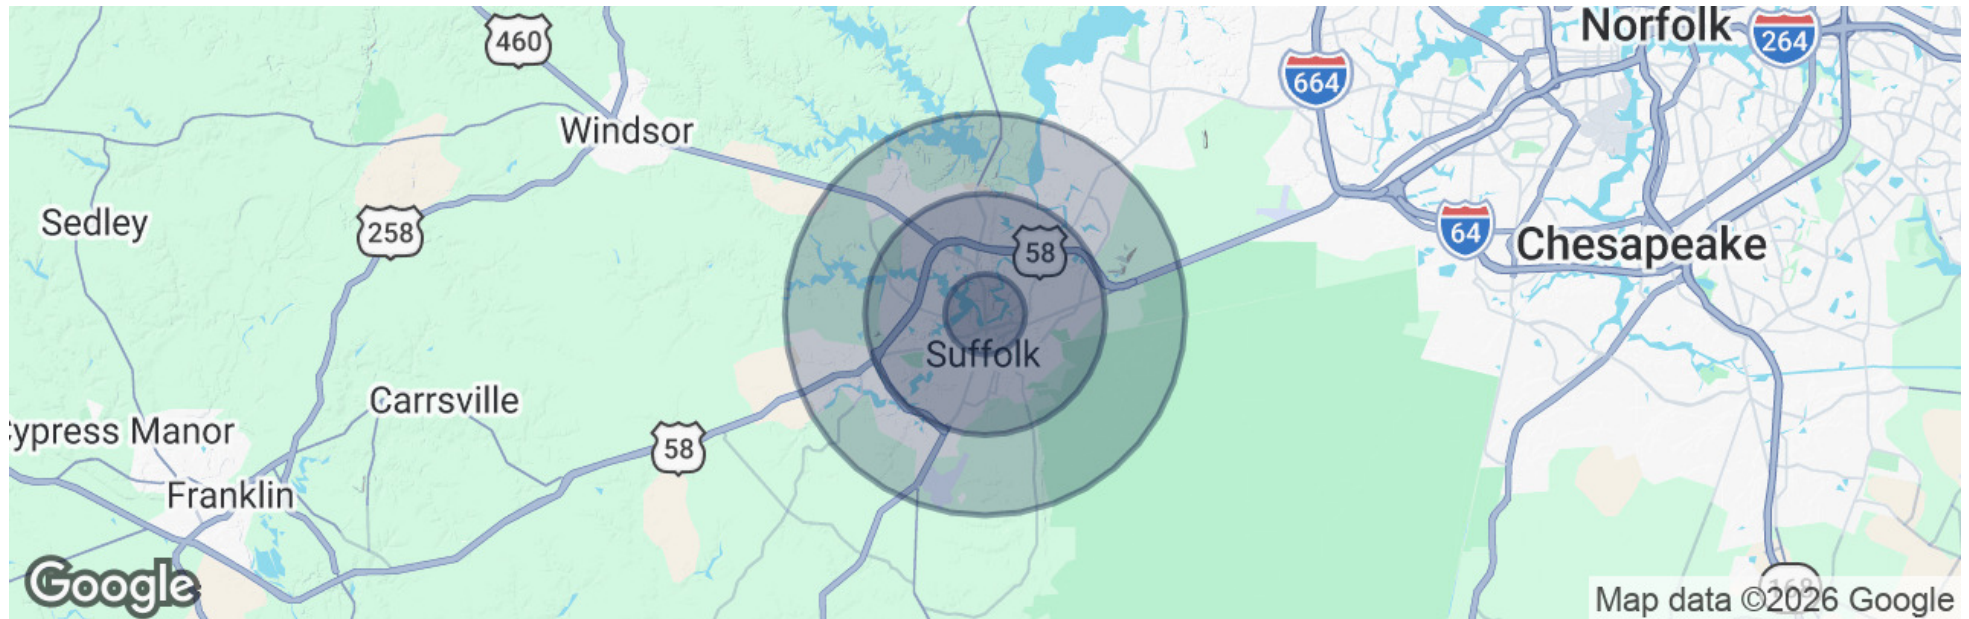 460
Norfolk
264
664
Windsor
Sedley
258
64
58
Chesapeake
Suffolk
Carrsville
ypress Manor
58
Franklin
168
Google
Map data ©2026 Google